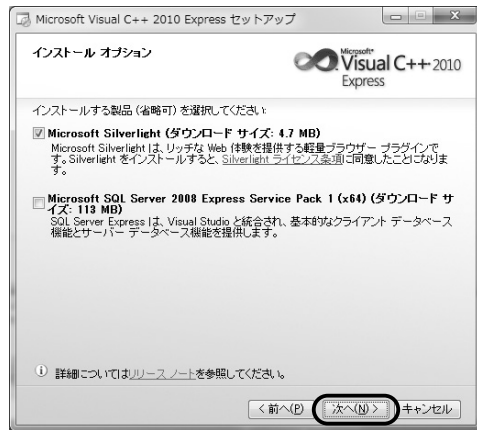 Microsoft Visual C++ 2010 Express セットアップ
インストール オプション
Microsoft®
Visual C++ 2010
Express
インストールする製品 (省略可) を選択してください:
Microsoft Silverlight (ダウンロード サイズ: 4.7 MB)
Microsoft Silverlight は、リッチな Web 体験を提供する軽量ブラウザー プラグインで
す。Silverlight をインストールすると、Silverlight ライセンス条項に同意したことになりま
す。
Microsoft SQL Server 2008 Express Service Pack 1 (x64) (ダウンロード サ
イズ: 113 MB)
SQL Server Express は、Visual Studio と統合され、基本的なクライアント データベース
機能とサーバー データベース機能を提供します。
詳細についてはリリース ノートを参照してください。
< 前へ(P) 次へ(N) > キャンセル